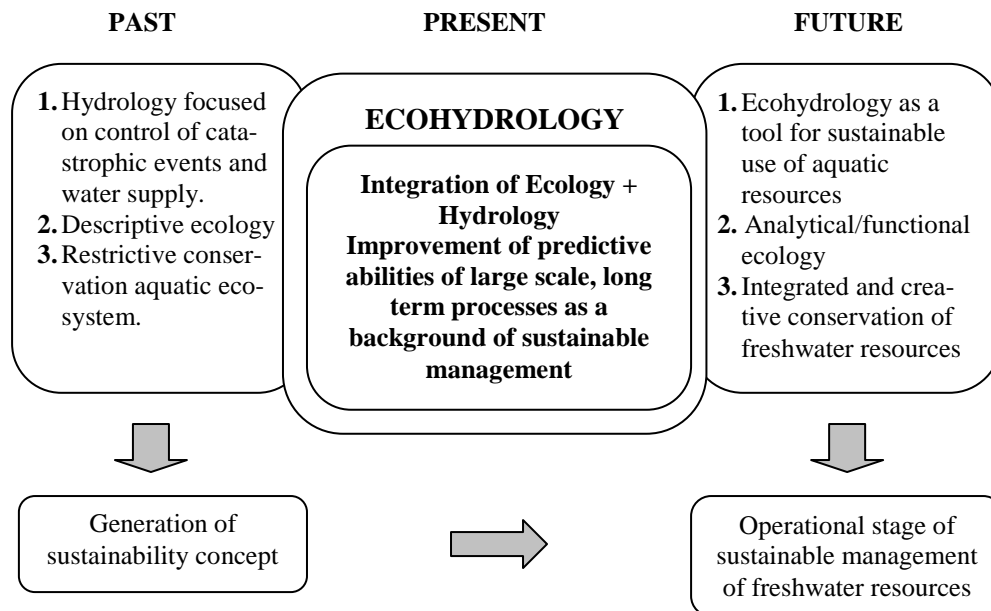 PAST
PRESENT
FUTURE
1. Hydrology focused
on control of cata-
strophic events and
water supply.
2. Descriptive ecology
3. Restrictive conser-
vation aquatic eco-
system.
ECOHYDROLOGY
Integration of Ecology +
Hydrology
Improvement of predictive
abilities of large scale, long
term processes as a
background of sustainable
management
1. Ecohydrology as a
tool for sustainable
use of aquatic
resources
2. Analytical/functional
ecology
3. Integrated and crea-
tive conservation of
freshwater resources
Generation of
sustainability concept
Operational stage of
sustainable management
of freshwater resources